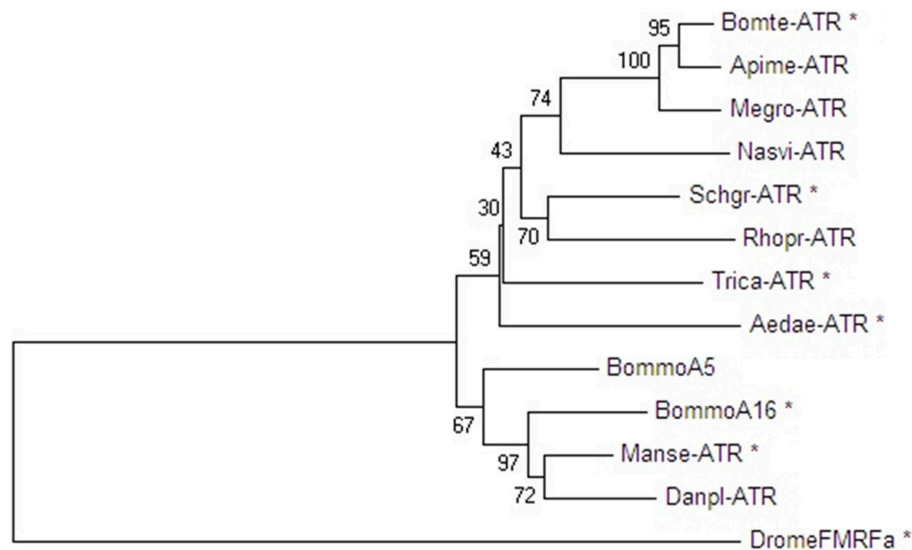 95
Bomte-ATR *
100
Apime-ATR
74
Megro-ATR
43
Nasvi-ATR
30
Schgr-ATR *
70
Rhopr-ATR
59
Trica-ATR *
Aedae-ATR *
BommoA5
67
BommoA16 *
97
Manse-ATR *
72
Danpl-ATR
DromeFMRFa *